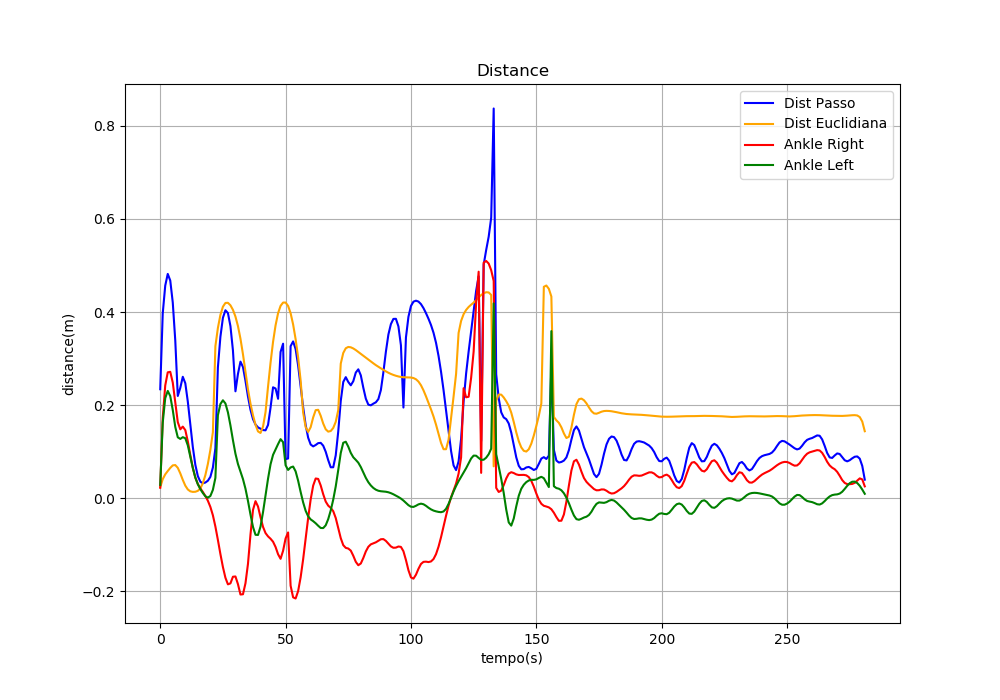 Distance
Dist Passo
Dist Euclidiana
Ankle Right
Ankle Left
0.8
0.6
0.4
0.2
0.0
−0.2
distance(m)
0 50 100 150 200 250
tempo(s)